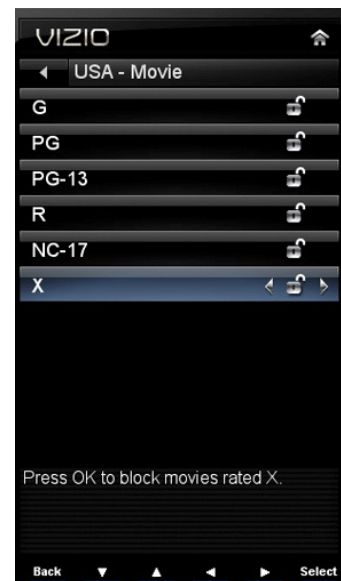 VIZIO
USA - Movie
G
PG
PG-13
R
NC-17
X
Press OK to block movies rated X.
Back Select